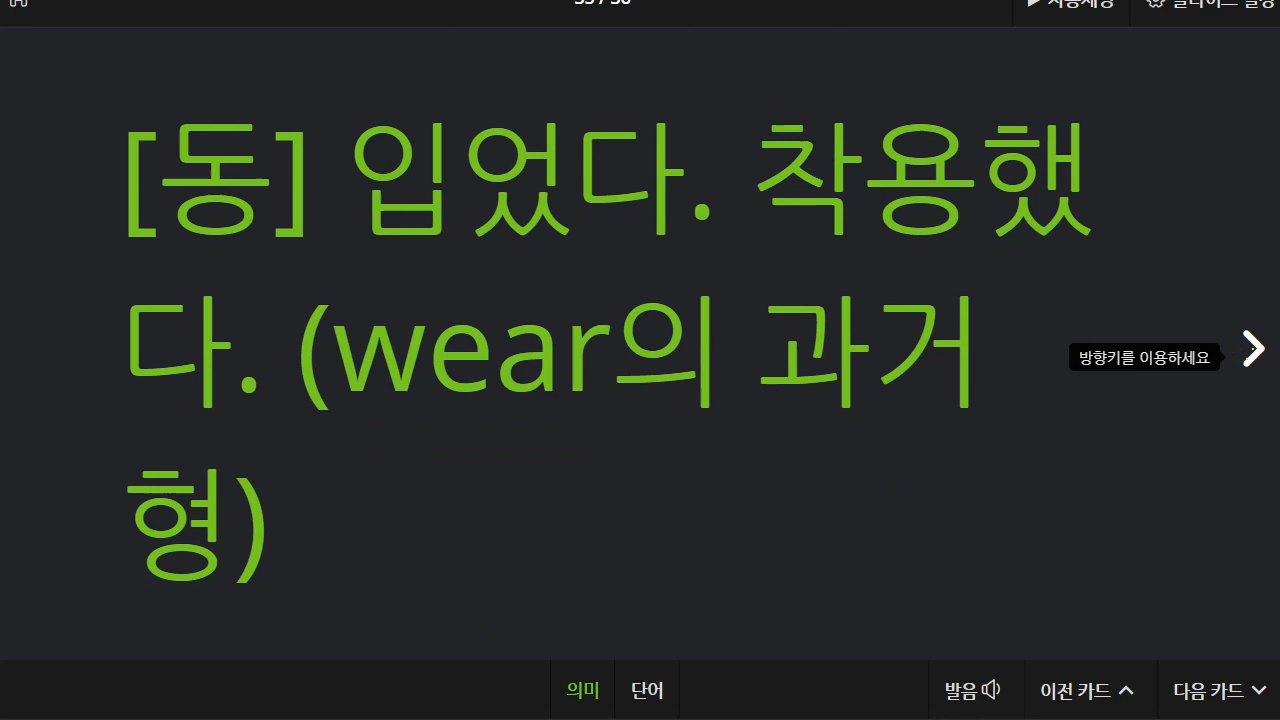 [동] 입었다. 착용했
다. (wear의 과거
형)
방향키를 이용하세요
의미 단어 발음 이전 카드 다음 카드